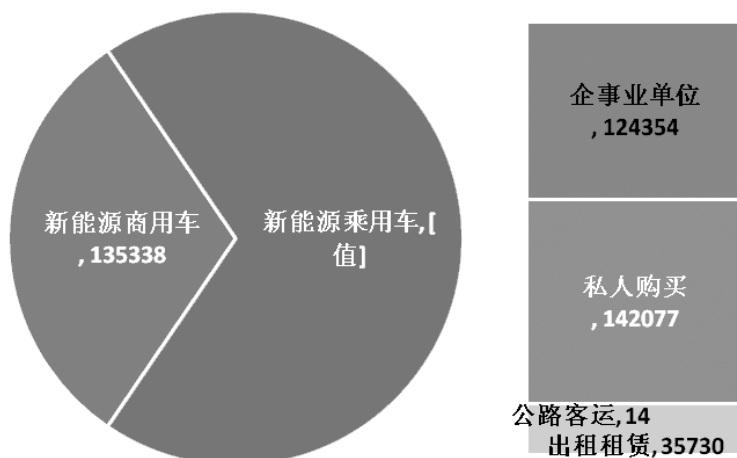 新能源商用车
, 135338
新能源乘用车,[
值]
企事业单位
, 124354
私人购买
, 142077
公路客运,14
出租租赁,35730